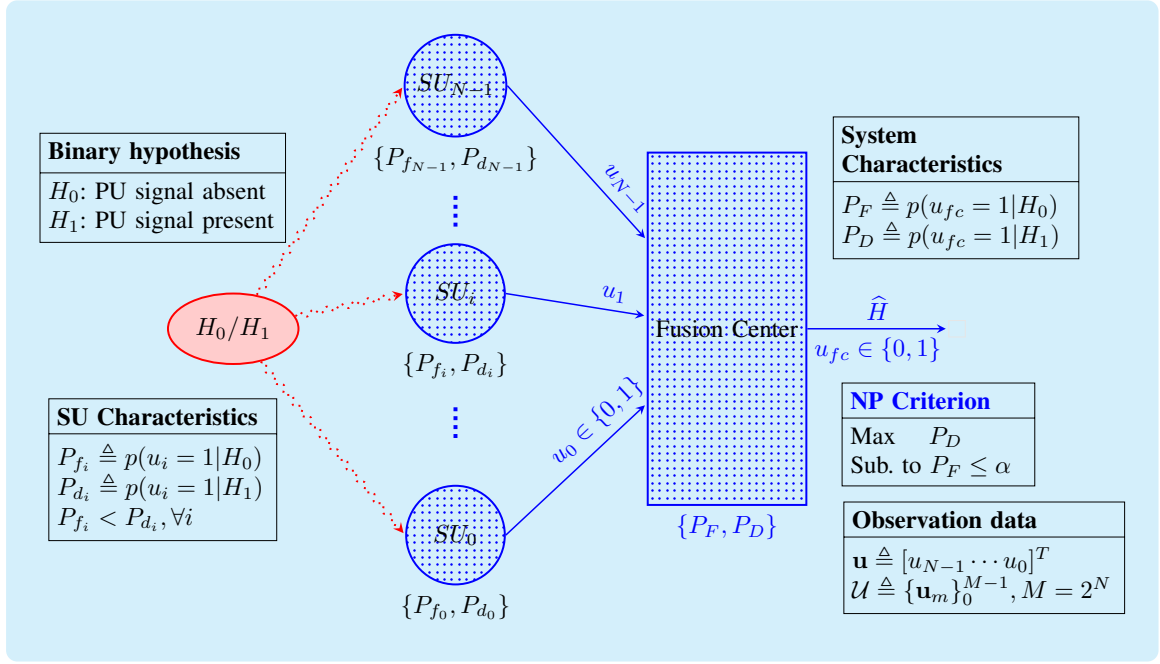 SU_{N−1}
{P_{f_{N−1}}, P_{d_{N−1}}}
Binary hypothesis
H_0: PU signal absent
H_1: PU signal present
System
Characteristics
P_F ≜ p(u_{fc} = 1|H_0)
P_D ≜ p(u_{fc} = 1|H_1)
u_{N−1}
SU_i
{P_{f_i}, P_{d_i}}
u_1
H_0/H_1
Fusion Center
Ĥ
u_{fc} ∈ {0, 1}
SU Characteristics
P_{f_i} ≜ p(u_i = 1|H_0)
P_{d_i} ≜ p(u_i = 1|H_1)
P_{f_i} < P_{d_i}, ∀i
u_0 ∈ {0, 1}
NP Criterion
Max P_D
Sub. to P_F ≤ α
SU_0
{P_{f_0}, P_{d_0}}
{P_F, P_D}
Observation data
𝐮 ≜ [u_{N−1} ⋯ u_0]^T
𝒰 ≜ {𝐮_m}_0^{M−1}, M = 2^N